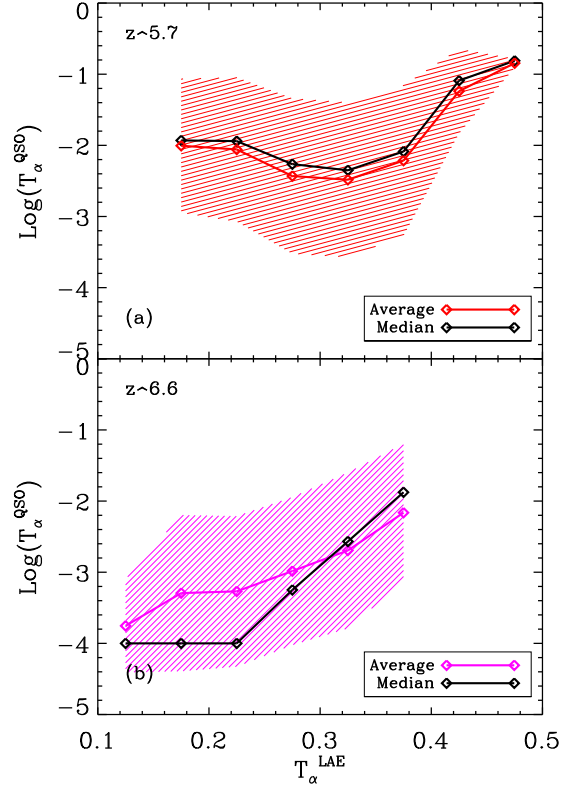 z~5.7
0
−1
−2
−3
−4
−5
Log(T_α^QSO)
(a)
Average
Median
z~6.6
0
−1
−2
−3
−4
−5
Log(T_α^QSO)
(b)
Average
Median
0.1 0.2 0.3 0.4 0.5
T_α^LAE